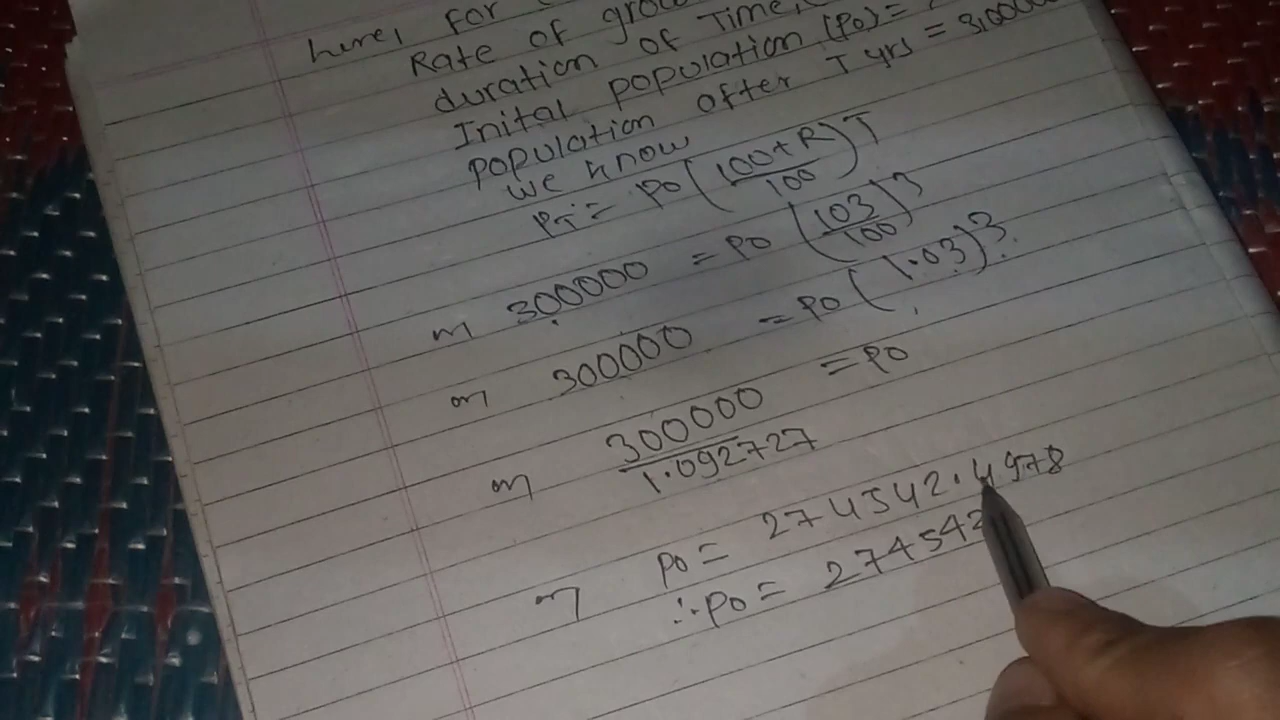 here, For
Rate of grow
duration of Time,
Inital population (Po) =
population after T yrs = 3,0000
we know
PT = Po (100+R/100)T
or 300000 = Po (103/100)3
or 300000 = Po (1.03)3
or 300000/1.092727 = Po
or Po = 274542.4978
∴ Po = 274542